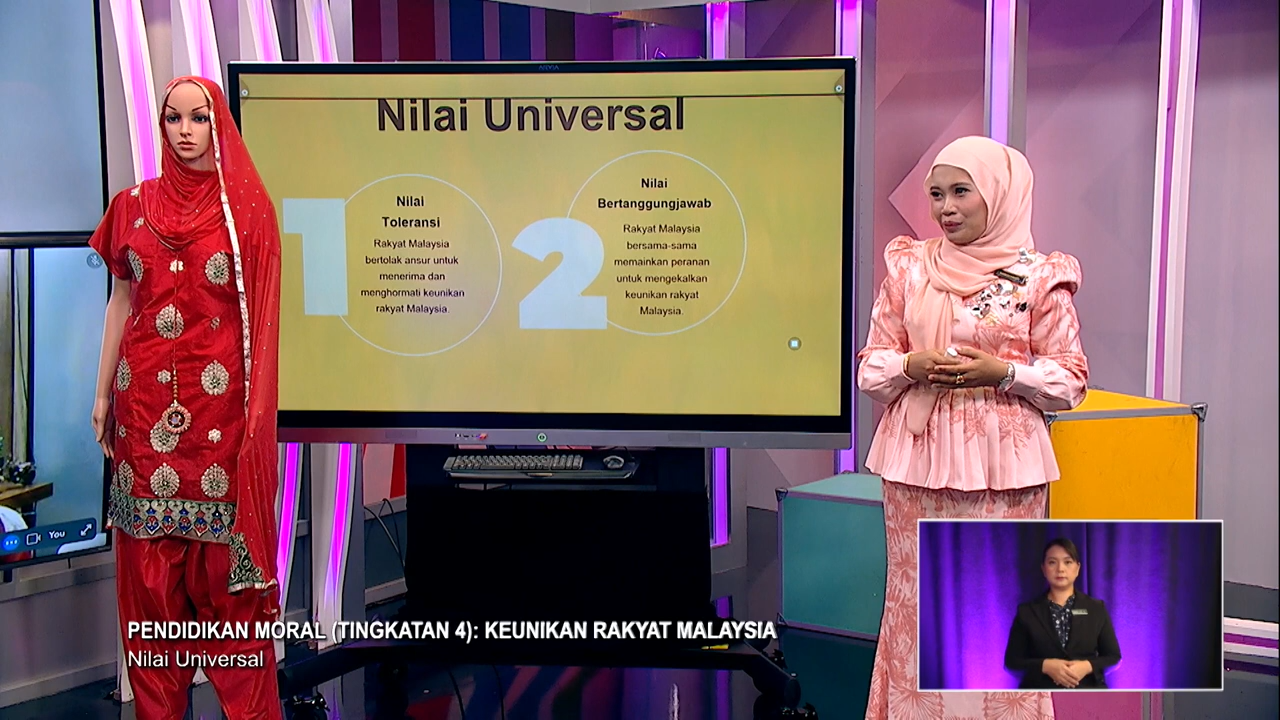 Nilai Universal
1
Nilai
Toleransi
Rakyat Malaysia
bertolak ansur untuk
menerima dan
menghormati keunikan
rakyat Malaysia.
2
Nilai
Bertanggungjawab
Rakyat Malaysia
bersama-sama
memainkan peranan
untuk mengekalkan
keunikan rakyat
Malaysia.
You
PENDIDIKAN MORAL (TINGKATAN 4): KEUNIKAN RAKYAT MALAYSIA
Nilai Universal